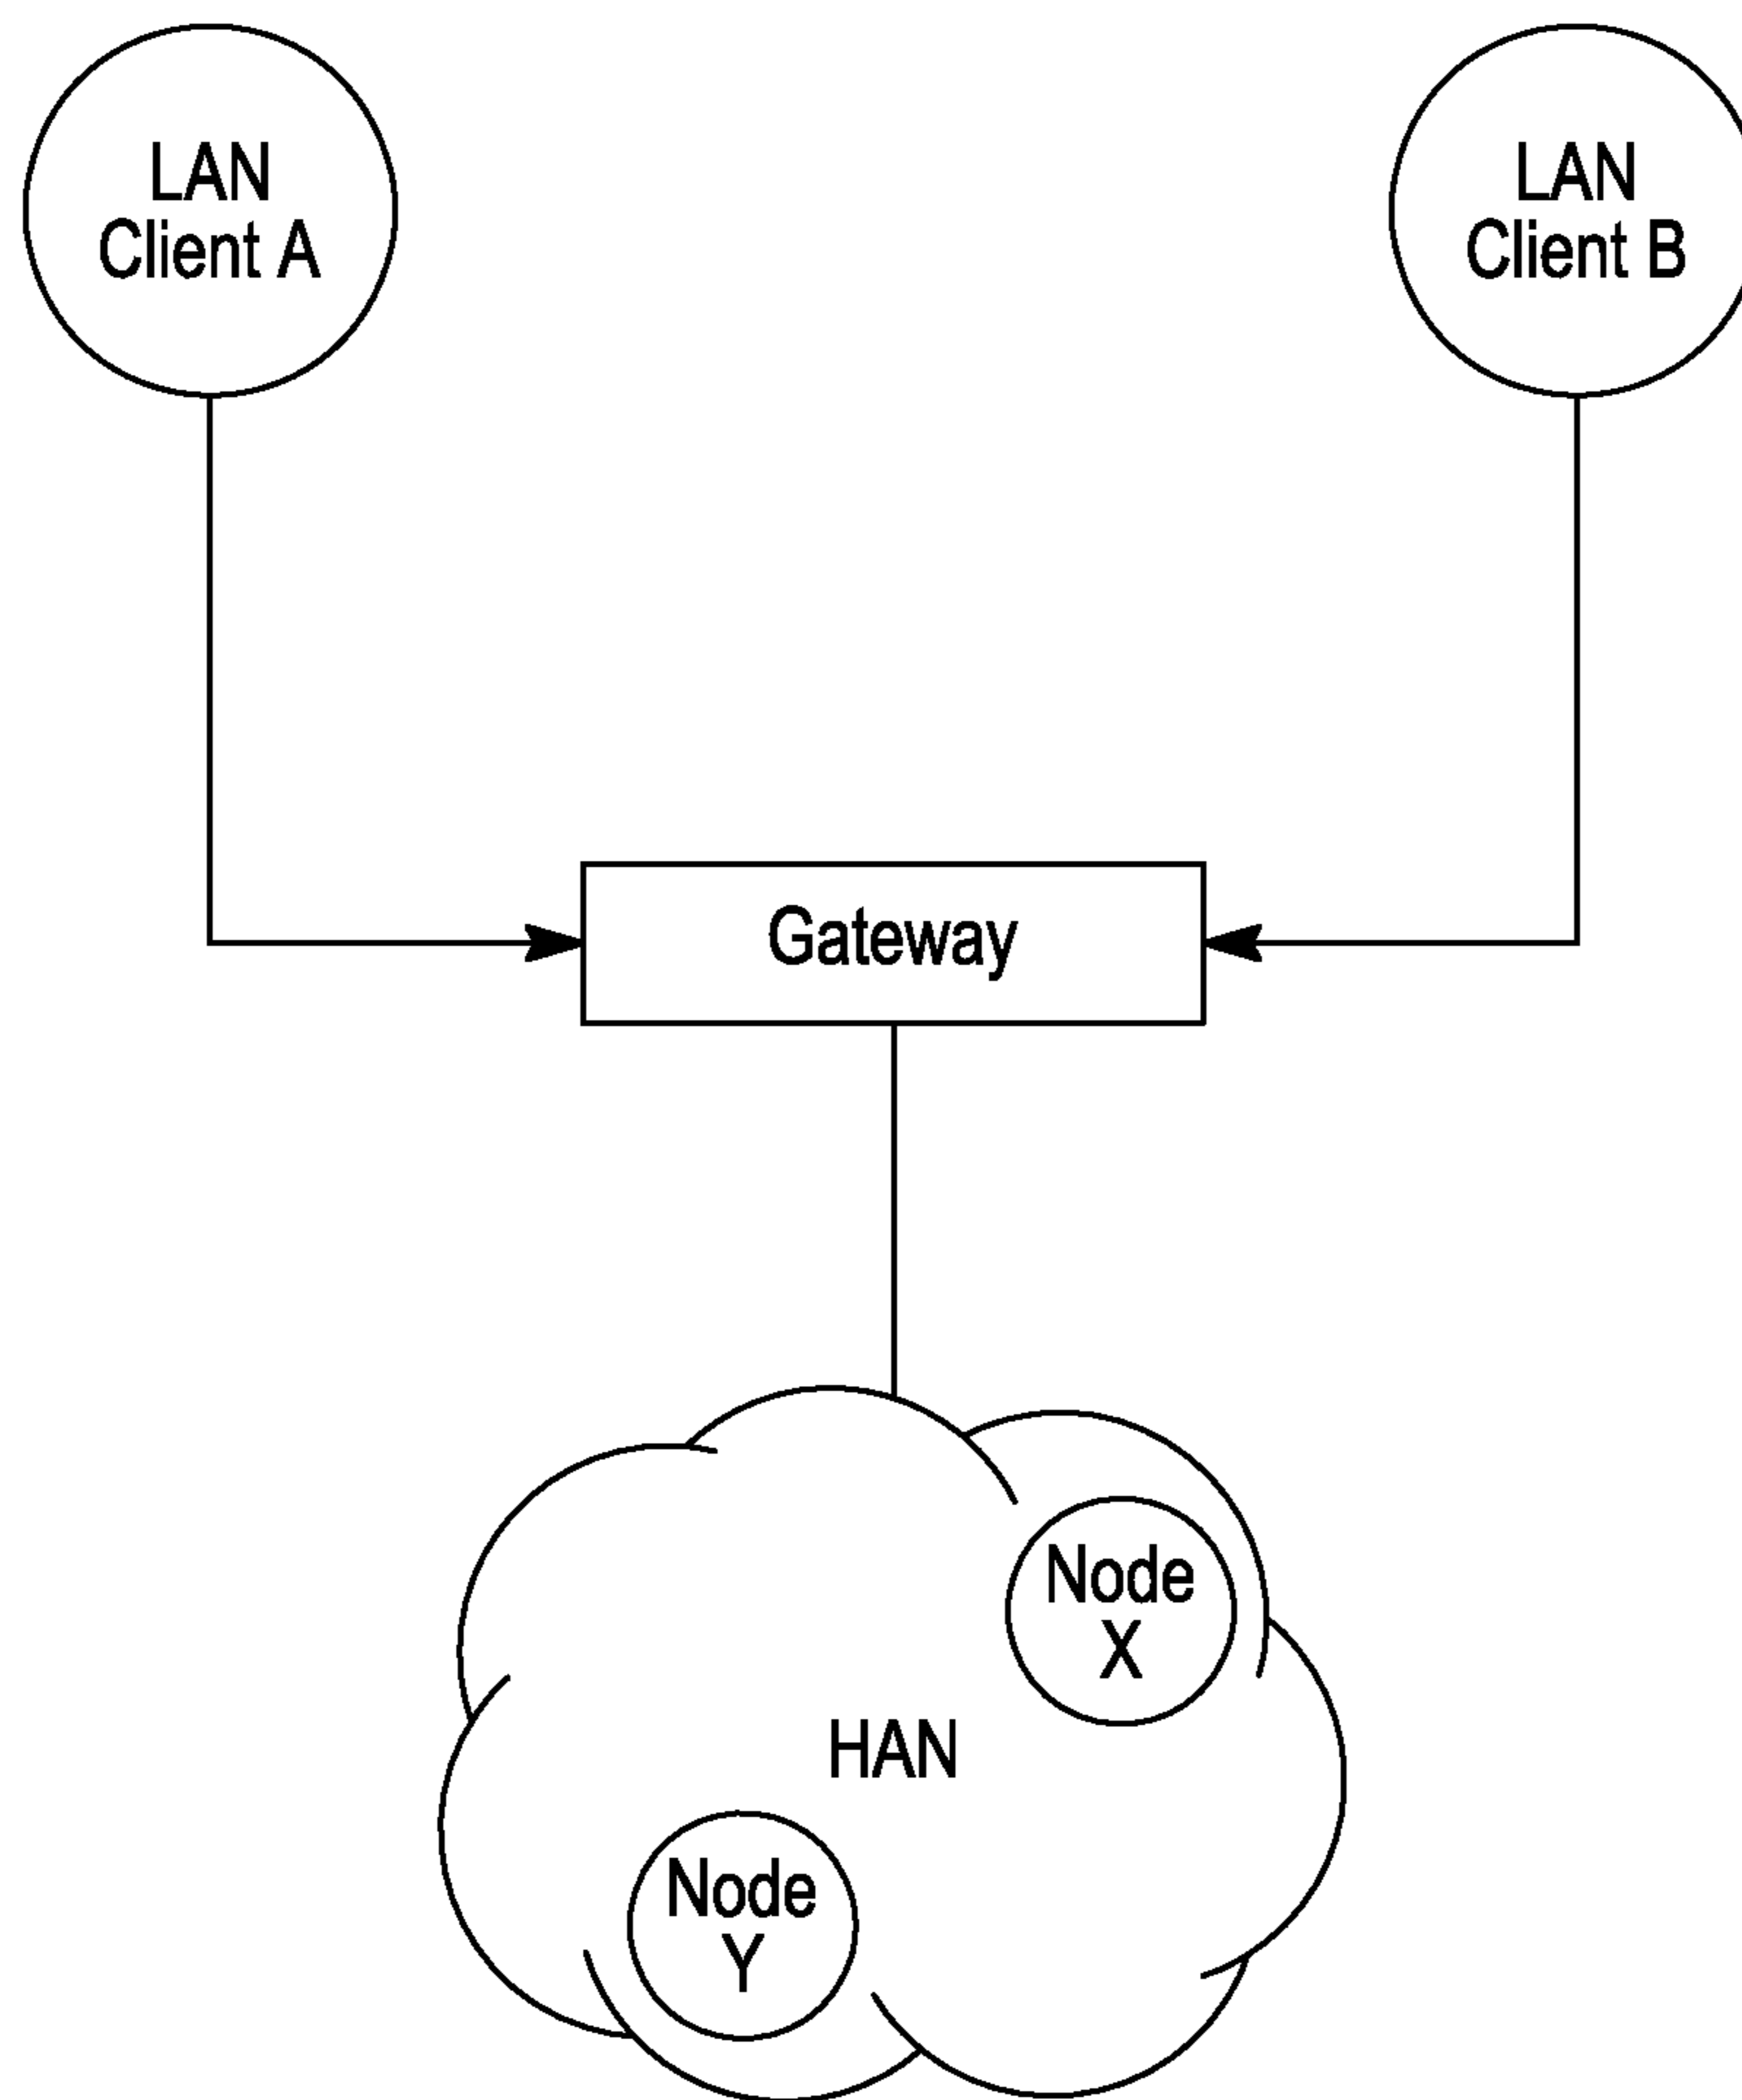 LAN
Client A
LAN
Client B
Gateway
Node
X
HAN
Node
Y